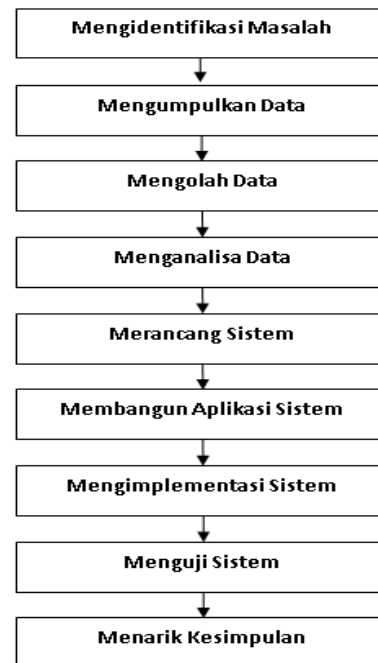 Mengidentifikasi Masalah
Mengumpulkan Data
Mengolah Data
Menganalisa Data
Merancang Sistem
Membangun Aplikasi Sistem
Mengimplementasi Sistem
Menguji Sistem
Menarik Kesimpulan